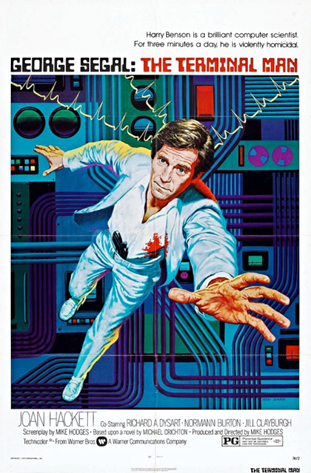 Harry Benson is a brilliant computer scientist.
For three minutes a day, he is violently homicidal.
GEORGE SEGAL: THE TERMINAL MAN
JOAN HACKETT Co-Starring RICHARD A. DYSART · NORMANN BURTON · JILL CLAYBURGH
Screenplay by MIKE HODGES · Based upon a novel by MICHAEL CRICHTON · Produced and Directed by MIKE HODGES
Technicolor® · From Warner Bros. A Warner Communications Company
PG
THE TERMINAL MAN